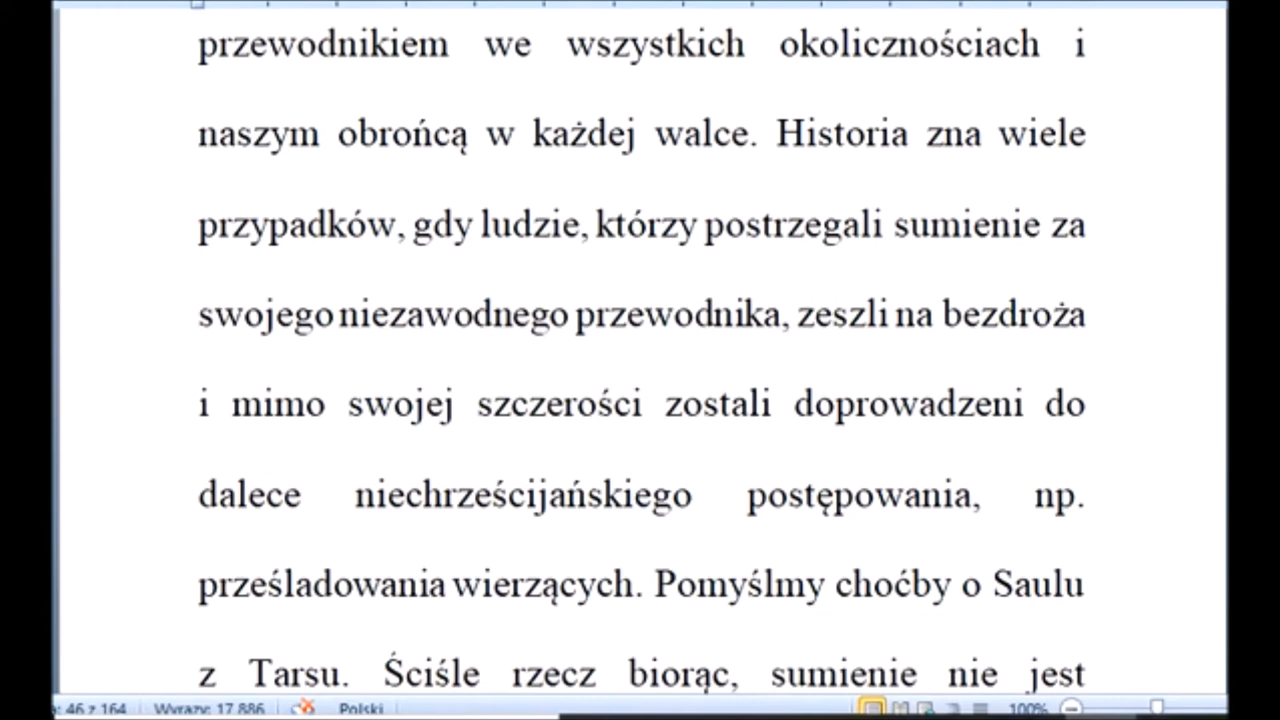 przewodnikiem we wszystkich okolicznościach i
naszym obrońcą w każdej walce. Historia zna wiele
przypadków, gdy ludzie, którzy postrzegali sumienie za
swojego niezawodnego przewodnika, zeszli na bezdroża
i mimo swojej szczerości zostali doprowadzeni do
dalece niechrześcijańskiego postępowania, np.
prześladowania wierzących. Pomyślmy choćby o Saulu
z Tarsu. Ściśle rzecz biorąc, sumienie nie jest
: 46 z 164 Wyrazy: 17 886 Polski 100%